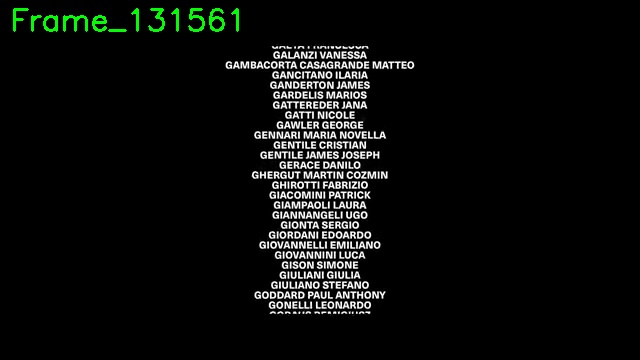 Frame_131561
GALANZI VANESSA
GAMBACORTA CASAGRANDE MATTEO
GANCITANO ILARIA
GANDERTON JAMES
GARDELIS MARIOS
GATTEREDER JANA
GATTI NICOLE
GAWLER GEORGE
GENNARI MARIA NOVELLA
GENTILE CRISTIAN
GENTILE JAMES JOSEPH
GERACE DANILO
GHERGUT MARTIN COZMIN
GHIROTTI FABRIZIO
GIACOMINI PATRICK
GIAMPAOLI LAURA
GIANNANGELI UGO
GIONTA SERGIO
GIORDANI EDOARDO
GIOVANNELLI EMILIANO
GIOVANNINI LUCA
GISON SIMONE
GIULIANI GIULIA
GIULIANO STEFANO
GODDARD PAUL ANTHONY
GONELLI LEONARDO